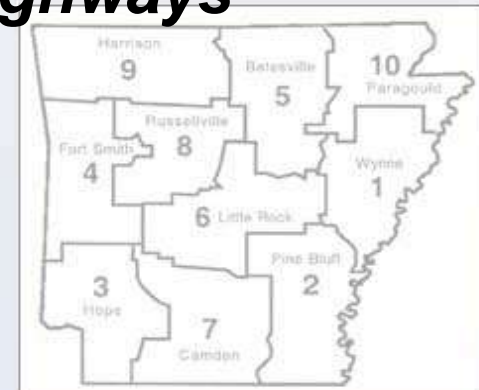 ghways
Harrison
9
Batesville
5
10
Paragould
Russellville
8
Fort Smith
4
Wynne
1
6 Little Rock
Pine Bluff
2
3
Hope
7
Camden